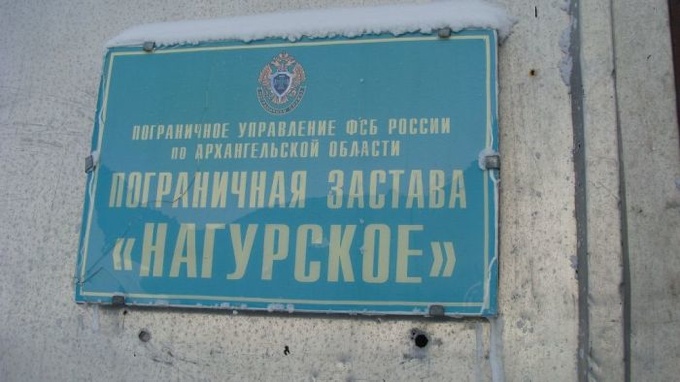 ПОГРАНИЧНОЕ УПРАВЛЕНИЕ ФСБ РОССИИ
ПО АРХАНГЕЛЬСКОЙ ОБЛАСТИ
ПОГРАНИЧНАЯ ЗАСТАВА
«НАГУРСКОЕ»